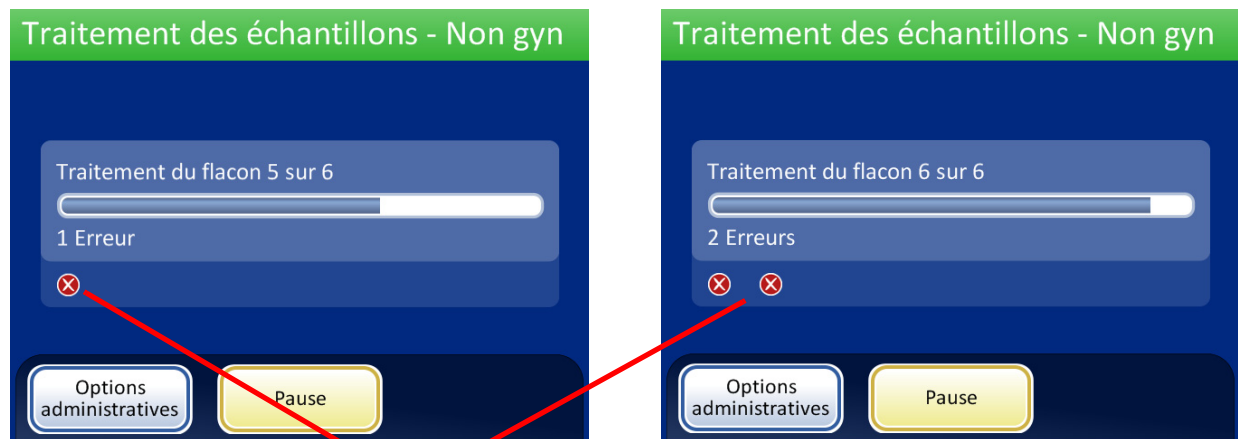 Traitement des échantillons - Non gyn
Traitement du flacon 5 sur 6
1 Erreur
Options
administratives
Pause
Traitement des échantillons - Non gyn
Traitement du flacon 6 sur 6
2 Erreurs
Options
administratives
Pause